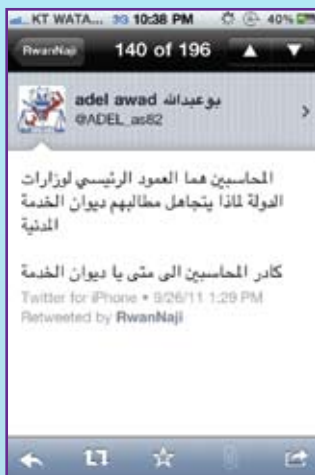 KT WATA... 3G 10:38 PM 40%
RwanNaji 140 of 196
adel awad بوعبدالله
@ADEL_as82
المحاسبين هما العمود الرئيسي لوزارات
الدولة لماذا يتجاهل مطالبهم ديوان الخدمة
المدنية
كادر المحاسبين الى متى يا ديوان الخدمة
Twitter for iPhone • 9/26/11 1:29 PM
Retweeted by RwanNaji